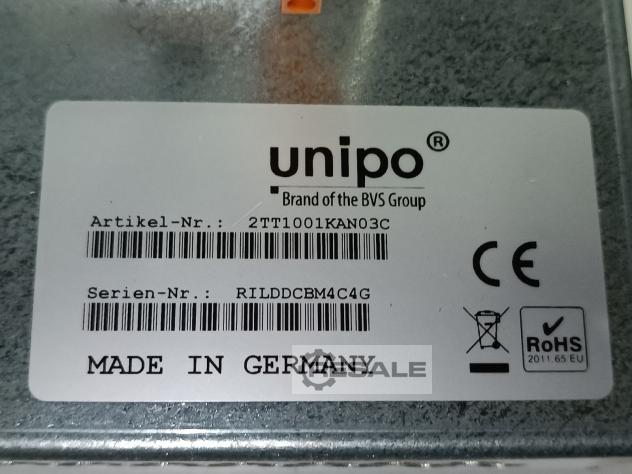 unipo®
Brand of the BVS Group
Artikel-Nr.: 2TT1001KAN03C
Serien-Nr.: RILDDCBM4C4G
CE
RoHS
2011.65 EU
MADE IN GERMANY
RESALE